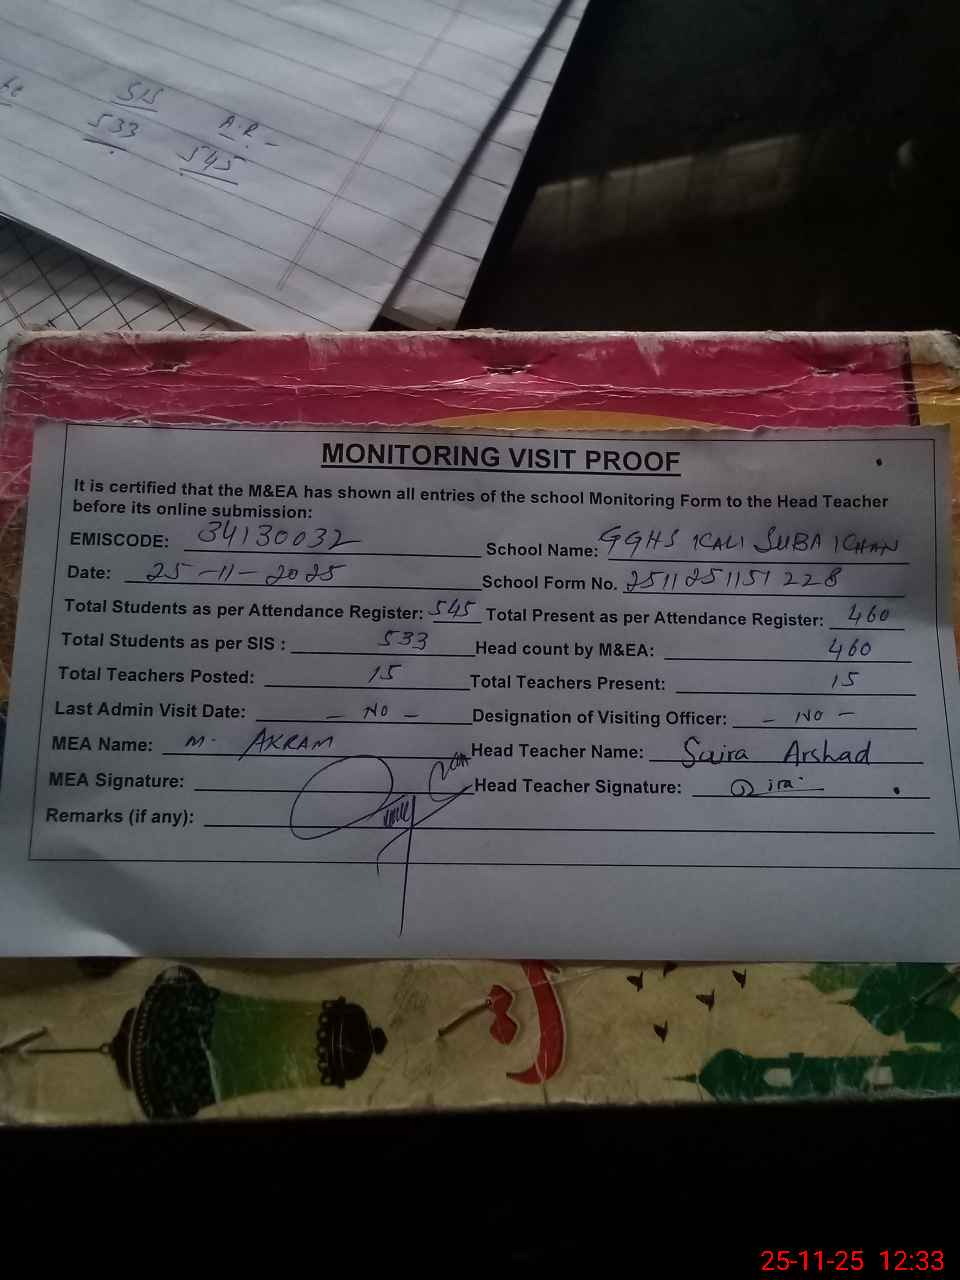 SIS
533
A.R.
545
MONITORING VISIT PROOF
It is certified that the M&EA has shown all entries of the school Monitoring Form to the Head Teacher
before its online submission:
EMISCODE: 34130032 School Name: GGHS KALI SUBA KHAN
Date: 25-11-2025 School Form No. 2511251151228
Total Students as per Attendance Register: 545 Total Present as per Attendance Register: 460
Total Students as per SIS : 533 Head count by M&EA: 460
Total Teachers Posted: 15 Total Teachers Present: 15
Last Admin Visit Date: - No - Designation of Visiting Officer: - No -
MEA Name: M. AKRAM Head Teacher Name: Saira Arshad
MEA Signature: Head Teacher Signature:
Remarks (if any):
25-11-25 12:33